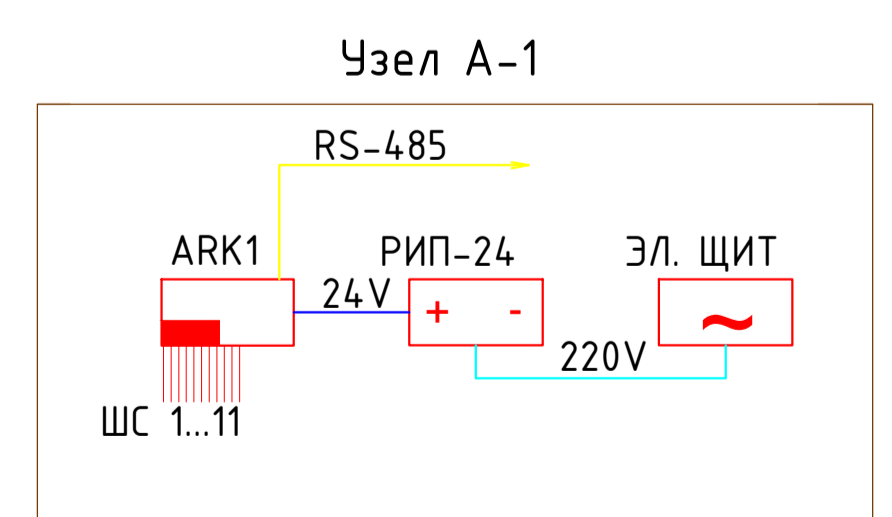 Узел А-1
RS-485
ARK1
РИП-24
ЭЛ. ЩИТ
24V
+ -
~
220V
ШС 1...11